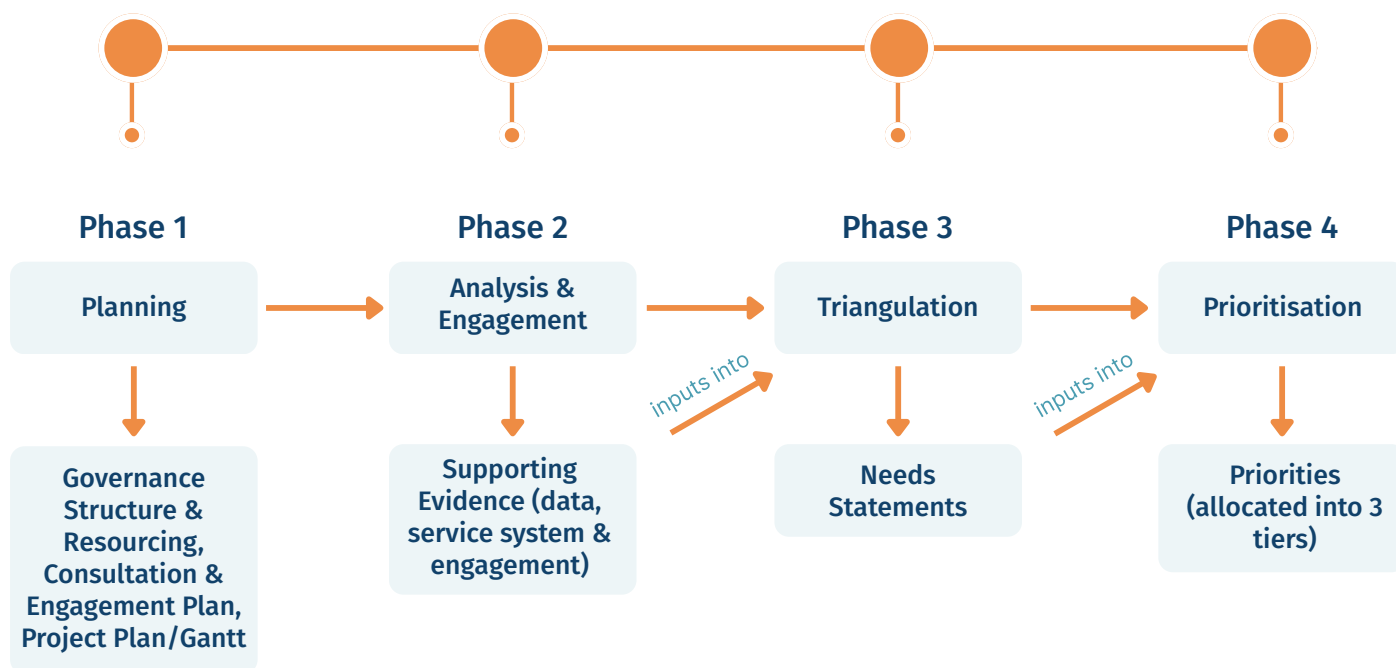 Phase 1
Phase 2
Phase 3
Phase 4
Planning
Analysis &
Engagement
Triangulation
Prioritisation
inputs into
inputs into
Governance
Structure &
Resourcing,
Consultation &
Engagement Plan,
Project Plan/Gantt
Supporting
Evidence (data,
service system &
engagement)
Needs
Statements
Priorities
(allocated into 3
tiers)